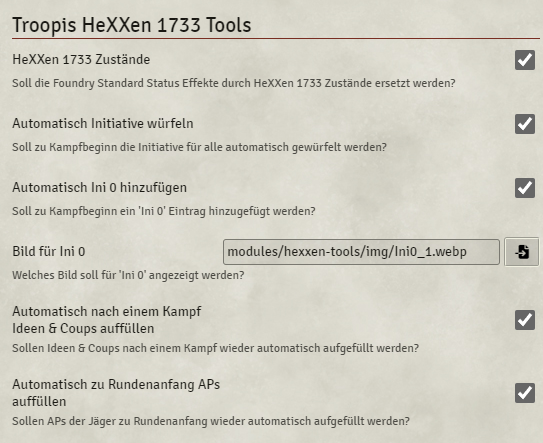 Troopis HeXXen 1733 Tools
HeXXen 1733 Zustände
Soll die Foundry Standard Status Effekte durch HeXXen 1733 Zustände ersetzt werden?
Automatisch Initiative würfeln
Soll zu Kampfbeginn die Initiative für alle automatisch gewürfelt werden?
Automatisch Ini 0 hinzufügen
Soll zu Kampfbeginn ein 'Ini 0' Eintrag hinzugefügt werden?
Bild für Ini 0
modules/hexxen-tools/img/Ini0_1.webp
Welches Bild soll für 'Ini 0' angezeigt werden?
Automatisch nach einem Kampf
Ideen & Coups auffüllen
Sollen Ideen & Coups nach einem Kampf wieder automatisch aufgefüllt werden?
Automatisch zu Rundenanfang APs
auffüllen
Sollen APs der Jäger zu Rundenanfang wieder automatisch aufgefüllt werden?